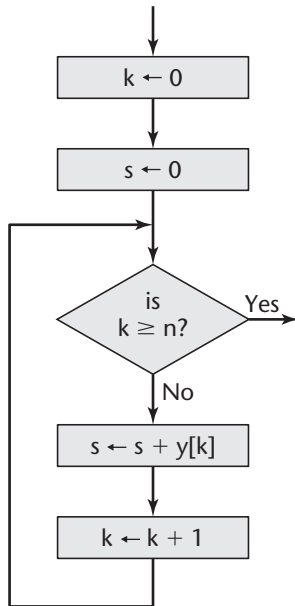 k ← 0
s ← 0
is
k ≥ n?
Yes
No
s ← s + y[k]
k ← k + 1